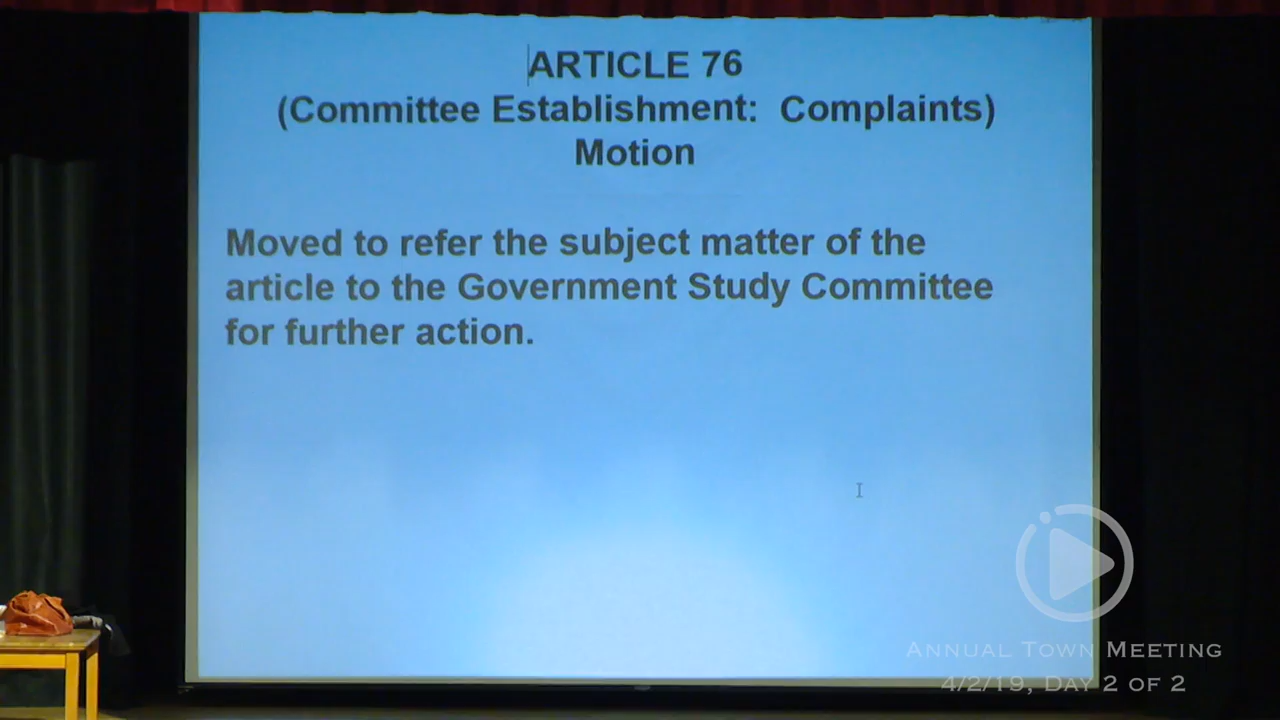 ARTICLE 76
(Committee Establishment: Complaints)
Motion
Moved to refer the subject matter of the
article to the Government Study Committee
for further action.
ANNUAL TOWN MEETING
4/2/19, DAY 2 OF 2